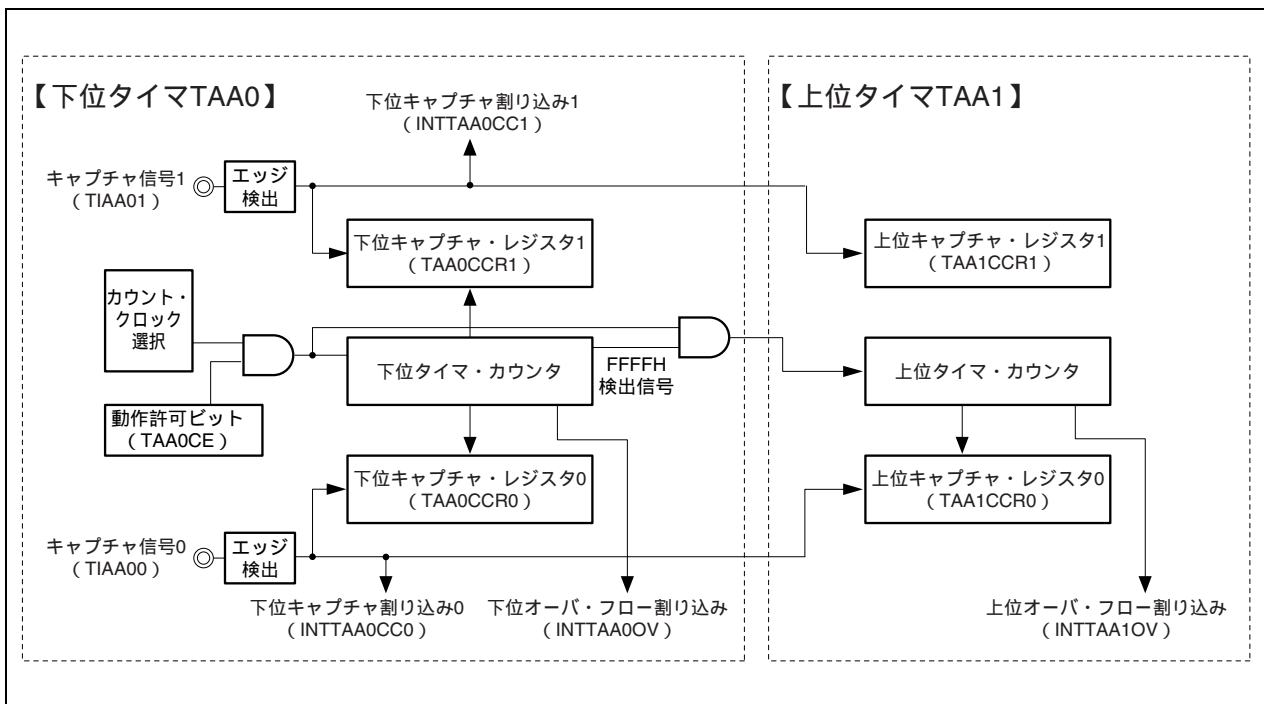 【下位タイマTAA0】
下位キャプチャ割り込み1
（INTTAA0CC1）
キャプチャ信号1
（TIAA01）
エッジ
検出
下位キャプチャ・レジスタ1
（TAA0CCR1）
カウント・
クロック
選択
下位タイマ・カウンタ
FFFFH
検出信号
動作許可ビット
（TAA0CE）
下位キャプチャ・レジスタ0
（TAA0CCR0）
キャプチャ信号0
（TIAA00）
エッジ
検出
下位キャプチャ割り込み0
（INTTAA0CC0）
下位オーバ・フロー割り込み
（INTTAA0OV）
【上位タイマTAA1】
上位キャプチャ・レジスタ1
（TAA1CCR1）
上位タイマ・カウンタ
上位キャプチャ・レジスタ0
（TAA1CCR0）
上位オーバ・フロー割り込み
（INTTAA1OV）